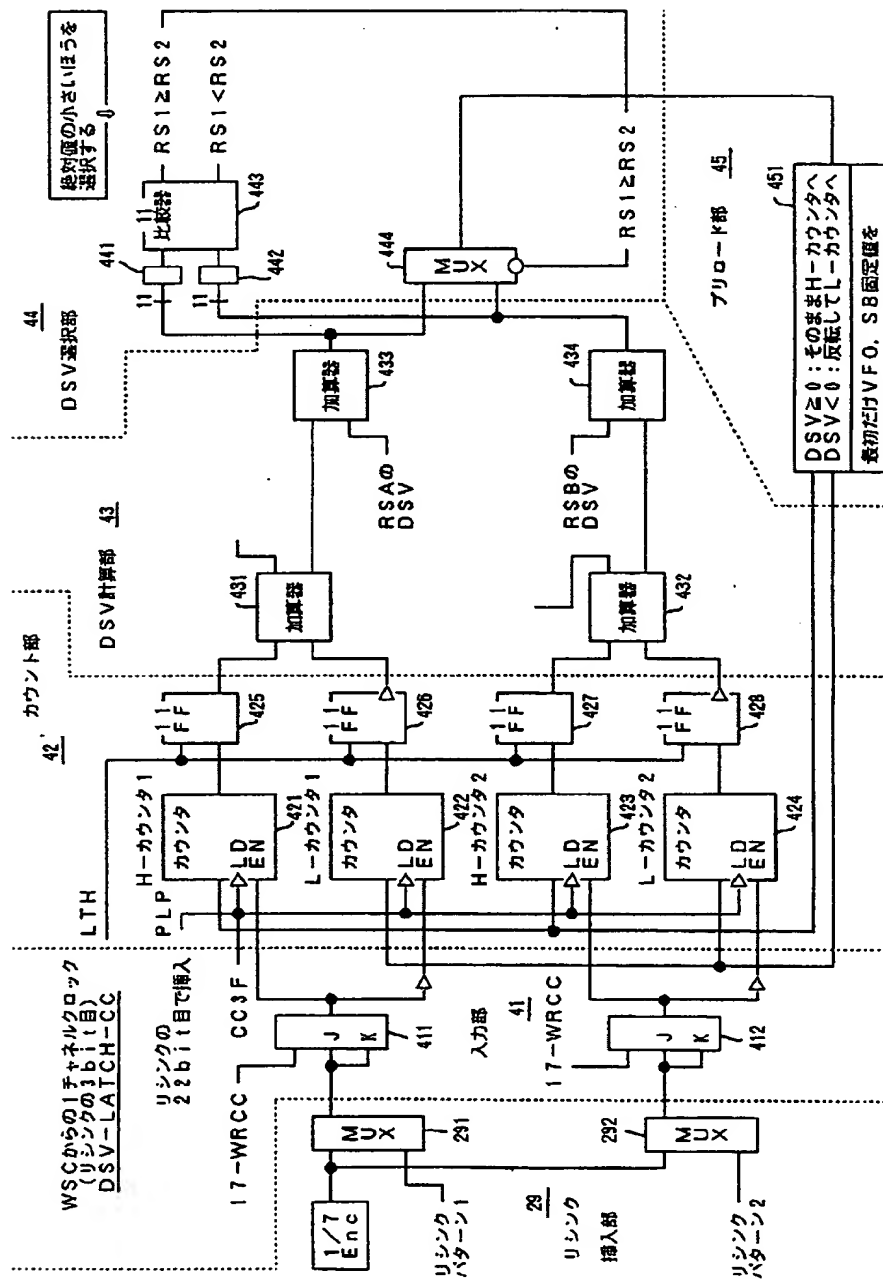 WSCからの1チャネルクロック
(リシンクの3bit目)
DSV-LATCH-CC
リシンクの
22bit目で挿入
LTH
PLP
CC3F
42'
カウント部
DSV計算部
43
44
DSV選択部
絶対値の小さいほうを
選択する
17-WRCC
J
K
411
入力部
41
17-WRCC
J
K
412
1/7
Enc
MUX
291
リシンク
パターン1
29
リシンク
挿入部
MUX
292
リシンク
パターン2
H-カウンタ1
カウンタ
LD
EN
421
L-カウンタ1
カウンタ
LD
EN
422
H-カウンタ2
カウンタ
LD
EN
423
L-カウンタ2
カウンタ
LD
EN
424
11
FF
425
11
FF
426
11
FF
427
11
FF
428
431
加算器
加算器
432
加算器
433
RSAの
DSV
加算器
434
RSBの
DSV
441
442
11
11
11
比較器
443
RS1≥RS2
RS1<RS2
444
MUX
RS1≥RS2
プリロード部
45
451
DSV≥0:そのままH-カウンタへ
DSV<0:反転してL-カウンタへ
最初だけVFO, SB固定値を